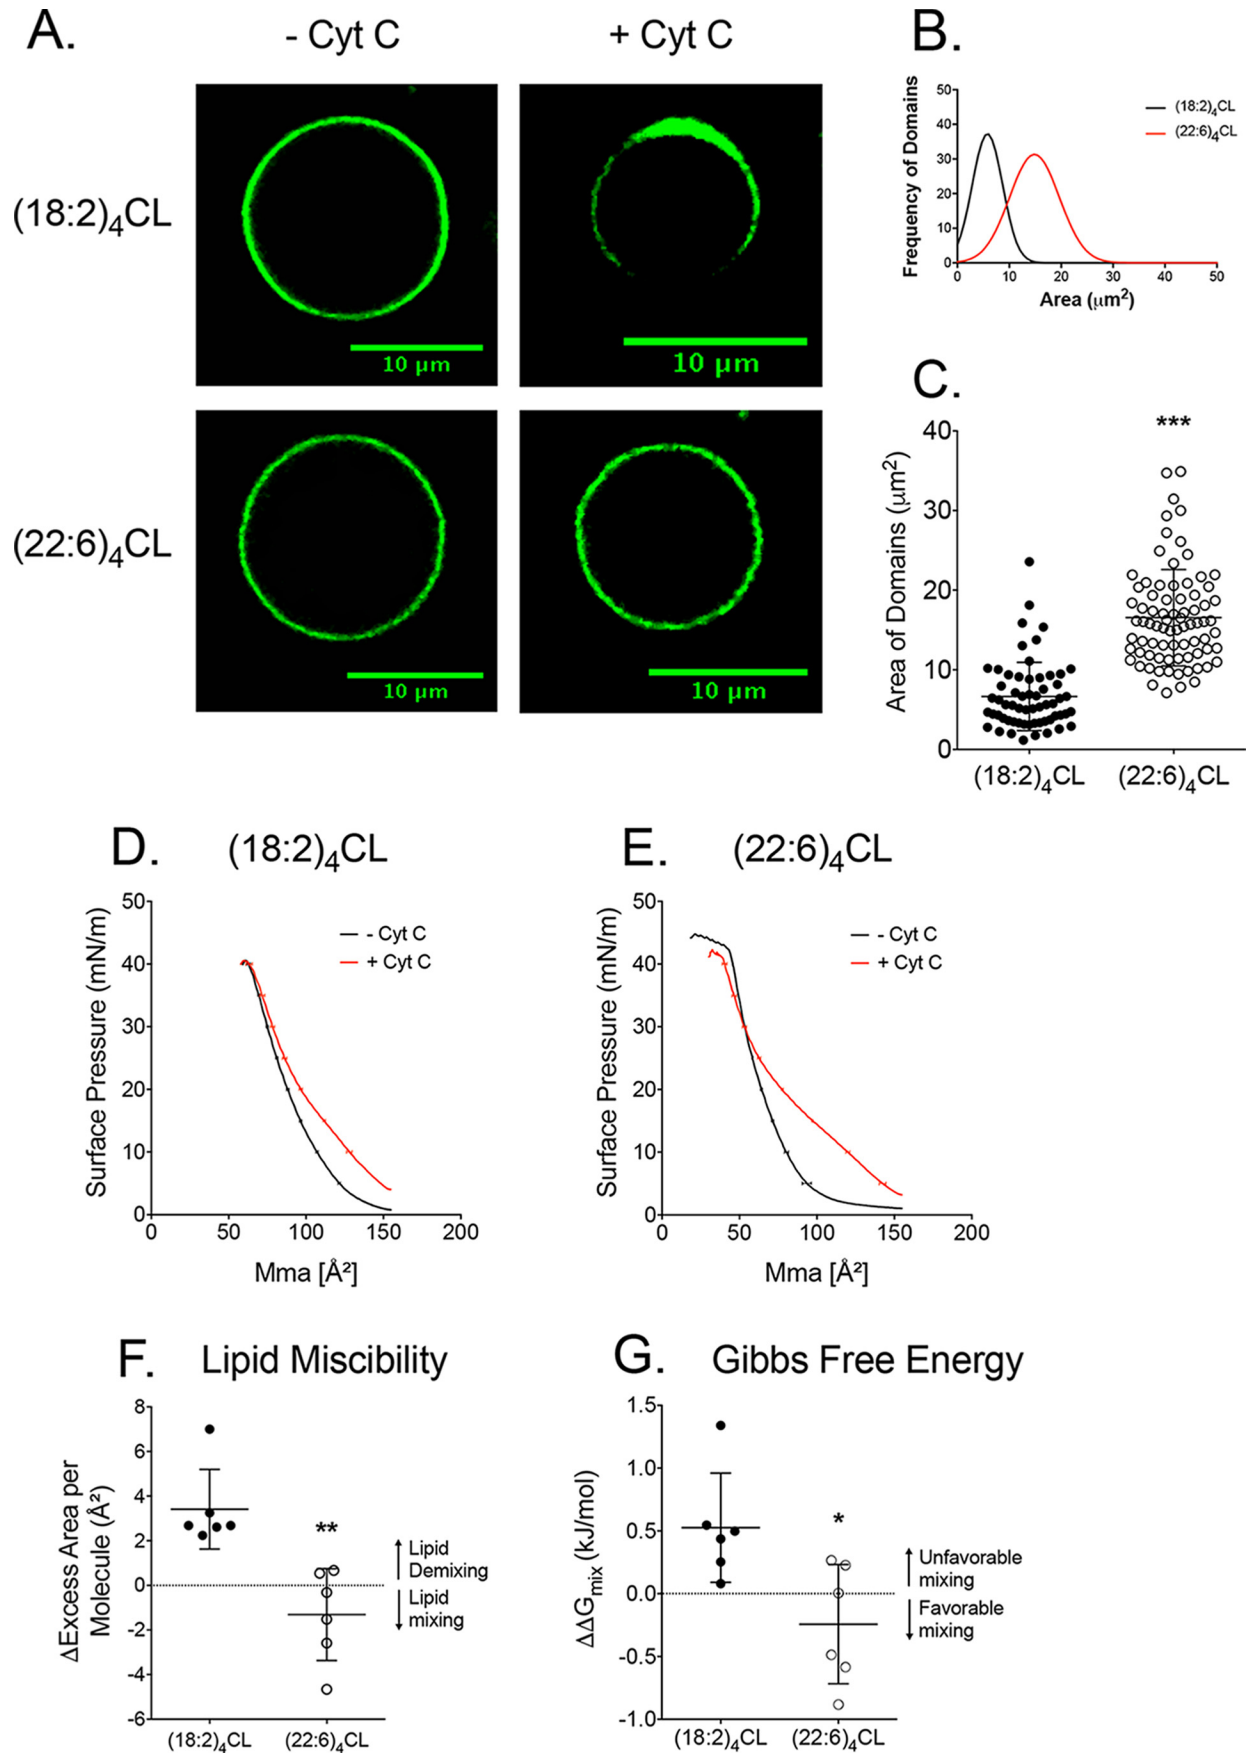 A.
- Cyt C
+ Cyt C
(18:2)₄CL
10 µm
10 µm
(22:6)₄CL
10 µm
10 µm
B.
Frequency of Domains
50
40
30
20
10
0
0 10 20 30 40 50
Area (µm²)
(18:2)₄CL
(22:6)₄CL
C.
***
Area of Domains (µm²)
40
30
20
10
0
(18:2)₄CL (22:6)₄CL
D. (18:2)₄CL
Surface Pressure (mN/m)
50
40
30
20
10
0
0 50 100 150 200
Mma [Å²]
- Cyt C
+ Cyt C
E. (22:6)₄CL
Surface Pressure (mN/m)
50
40
30
20
10
0
0 50 100 150 200
Mma [Å²]
- Cyt C
+ Cyt C
F. Lipid Miscibility
ΔExcess Area per
Molecule (Å²)
8
6
4
2
0
-2
-4
-6
**
Lipid
Demixing
Lipid
mixing
(18:2)₄CL (22:6)₄CL
G. Gibbs Free Energy
ΔΔGmix (kJ/mol)
1.5
1.0
0.5
0.0
-0.5
-1.0
*
Unfavorable
mixing
Favorable
mixing
(18:2)₄CL (22:6)₄CL